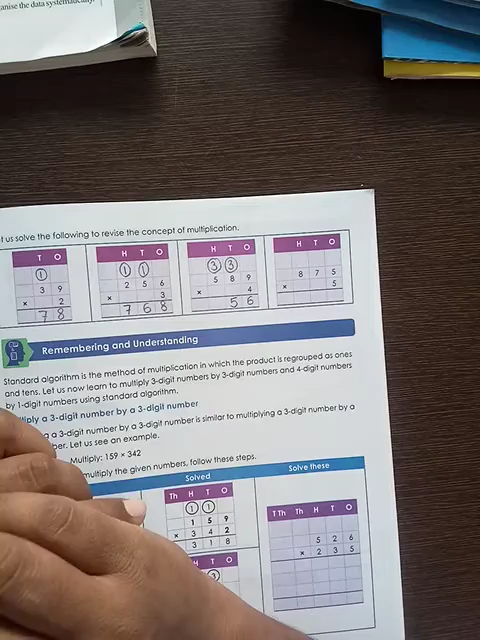 anise the data systematically.
t us solve the following to revise the concept of multiplication.
T O
1
3 9
× 2
7 8
H T O
1 1
2 5 6
× 3
7 6 8
H T O
3 3
5 8 9
× 4
5 6
H T O
8 7 5
× 5
Remembering and Understanding
Standard algorithm is the method of multiplication in which the product is regrouped as ones
and tens. Let us now learn to multiply 3-digit numbers by 3-digit numbers and 4-digit numbers
by 1-digit numbers using standard algorithm.
tiply a 3-digit number by a 3-digit number
g a 3-digit number by a 3-digit number is similar to multiplying a 3-digit number by a
ber. Let us see an example.
Multiply: 159 × 342
multiply the given numbers, follow these steps.
Solved
Solve these
Th H T O
1 1
1 5 9
× 3 4 2
3 1 8
H T O
3
T Th Th H T O
5 2 6
× 2 3 5